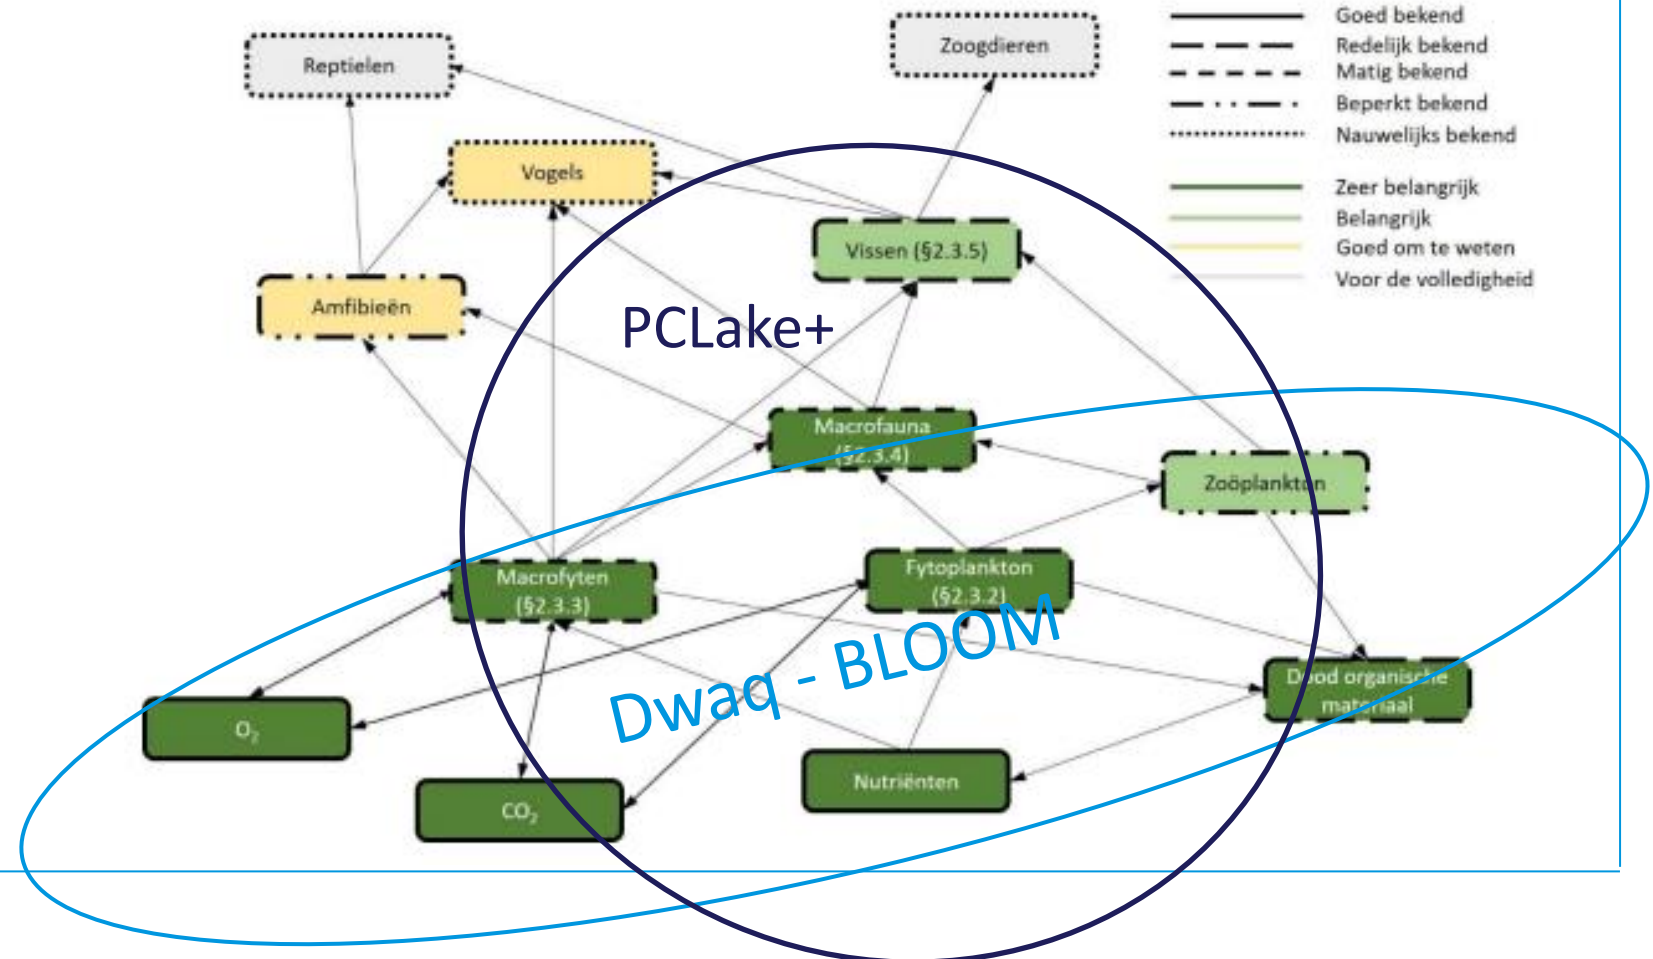 Goed bekend
Zoogdieren
Redelijk bekend
Reptielen
Matig bekend
Beperkt bekend
Nauwelijks bekend
Vogels
Zeer belangrijk
Belangrijk
Vissen (§2.3.5)
Goed om te weten
Voor de volledigheid
Amfibieën
PCLake+
Macrofauna
(§2.3.4)
Zoöplankton
Macrofyten
(§2.3.3)
Fytoplankton
(§2.3.2)
Dwaq - BLOOM
Dood organische
materiaal
O₂
Nutriënten
CO₂